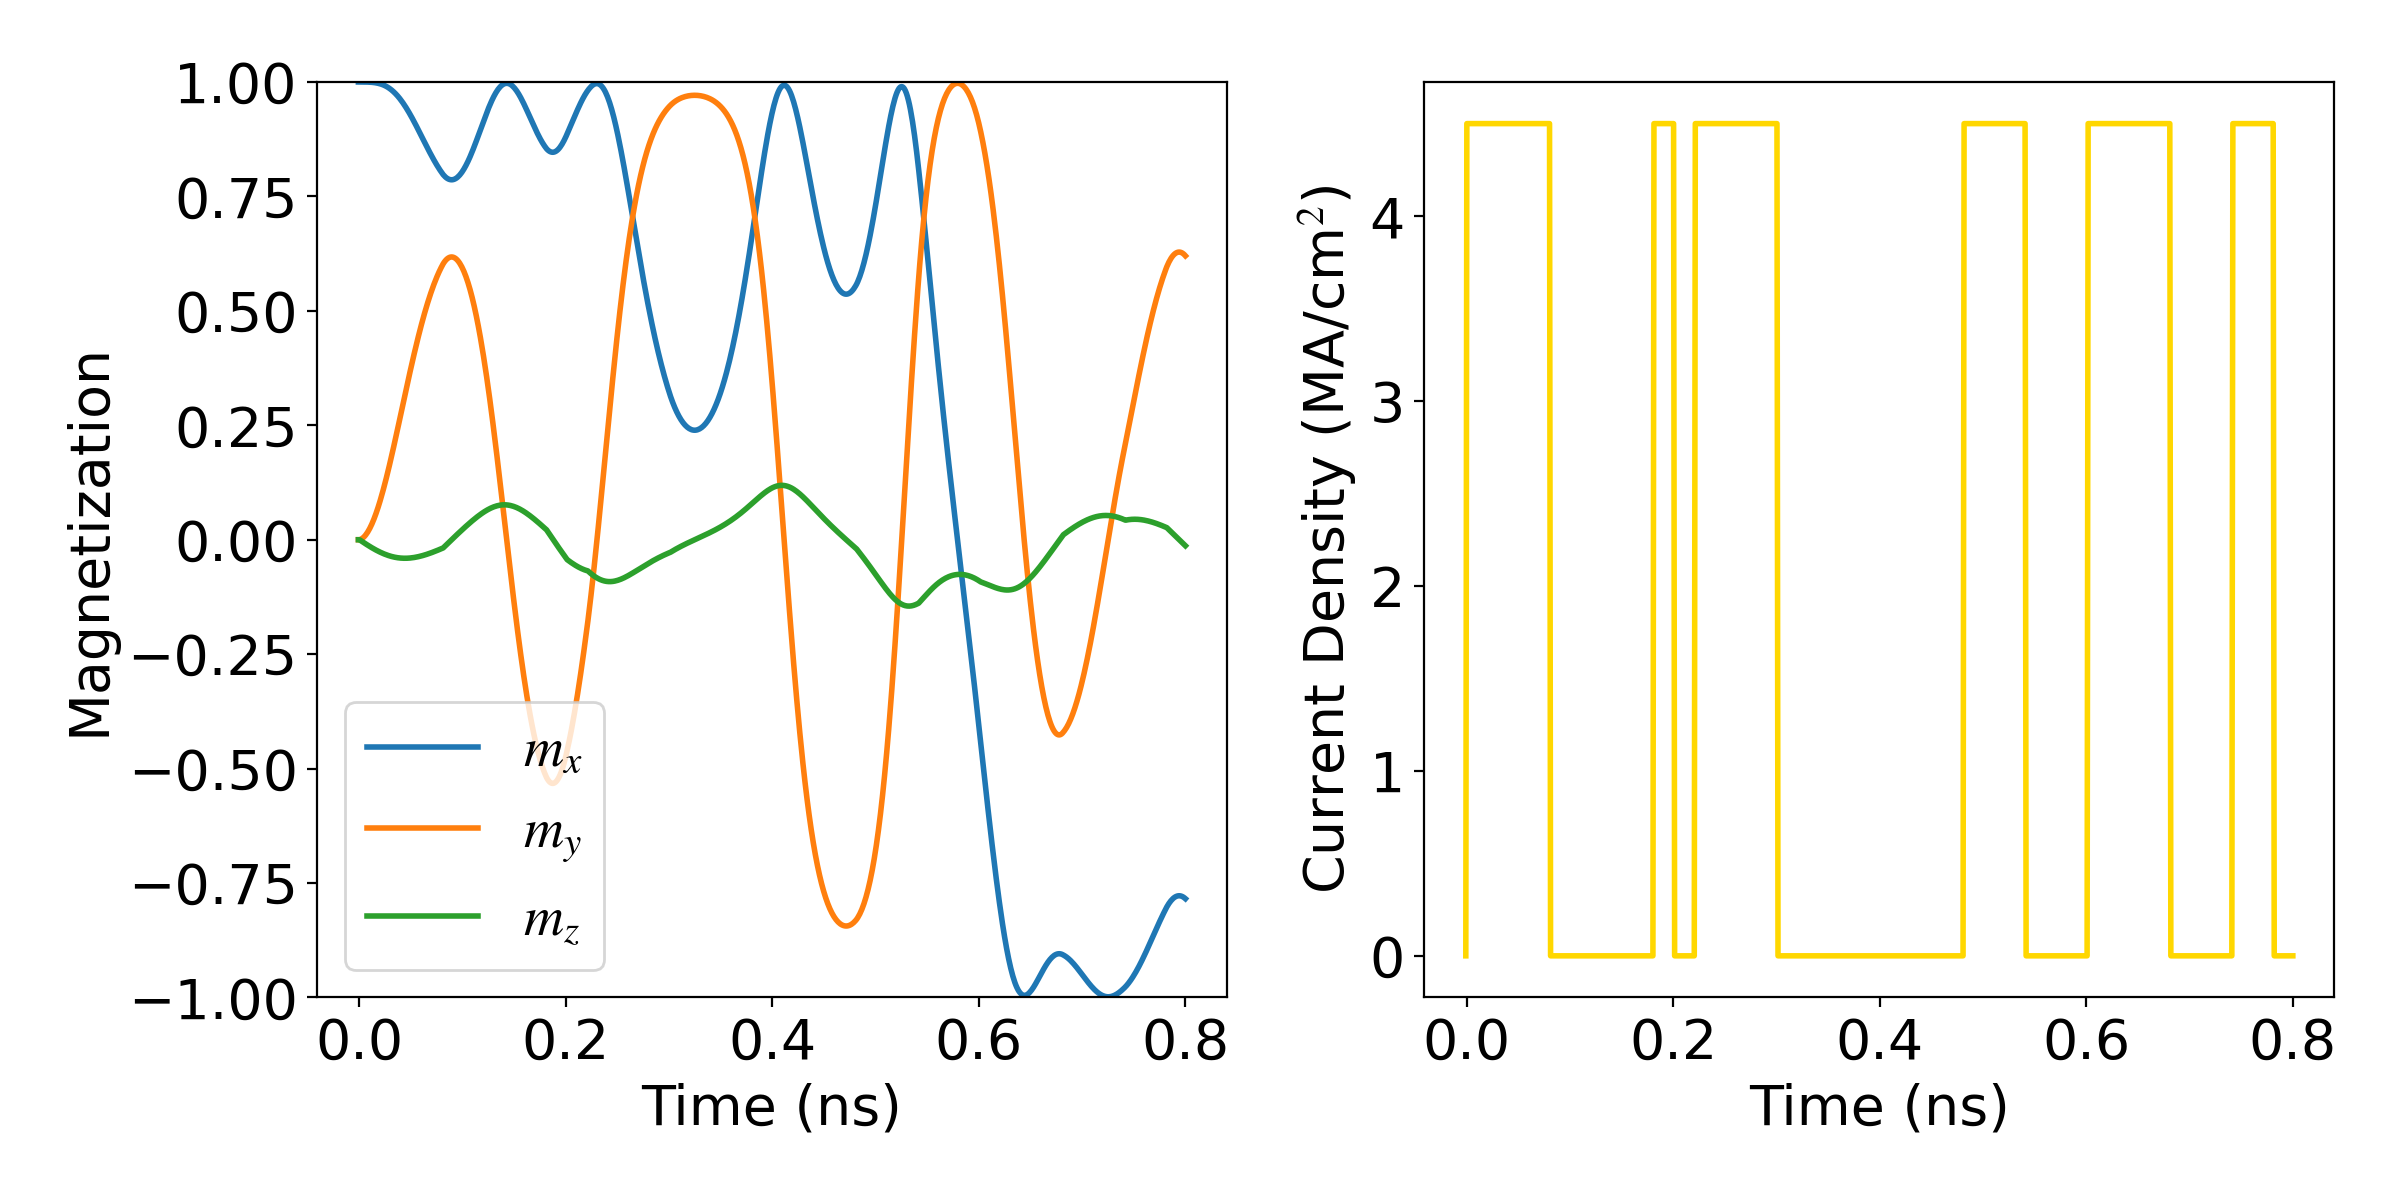 Magnetization
1.00
0.75
0.50
0.25
0.00
−0.25
−0.50
−0.75
−1.00
m_x
m_y
m_z
0.0 0.2 0.4 0.6 0.8
Time (ns)
Current Density (MA/cm²)
4
3
2
1
0
0.0 0.2 0.4 0.6 0.8
Time (ns)